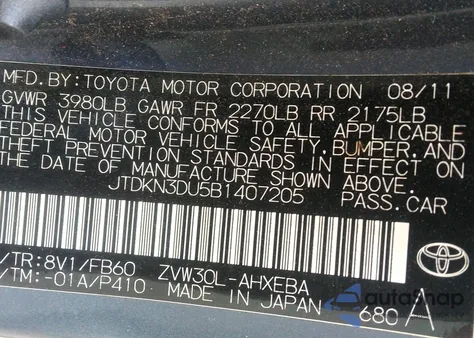 MFD.BY:TOYOTA MOTOR CORPORATION 08/11
GVWR 3980LB GAWR FR 2270LB RR 2175LB
THIS VEHICLE CONFORMS TO ALL APPLICABLE
FEDERAL MOTOR VEHICLE SAFETY,BUMPER,AND
THEFT PREVENTION STANDARDS IN EFFECT ON
THE DATE OF MANUFACTURE SHOWN ABOVE.
JTDKN3DU5B1407205 PASS.CAR
/TR:8V1/FB60 ZVW30L-AHXEBA
/TM:-01A/P410 MADE IN JAPAN 680 A
TOYOTA
autoSnap